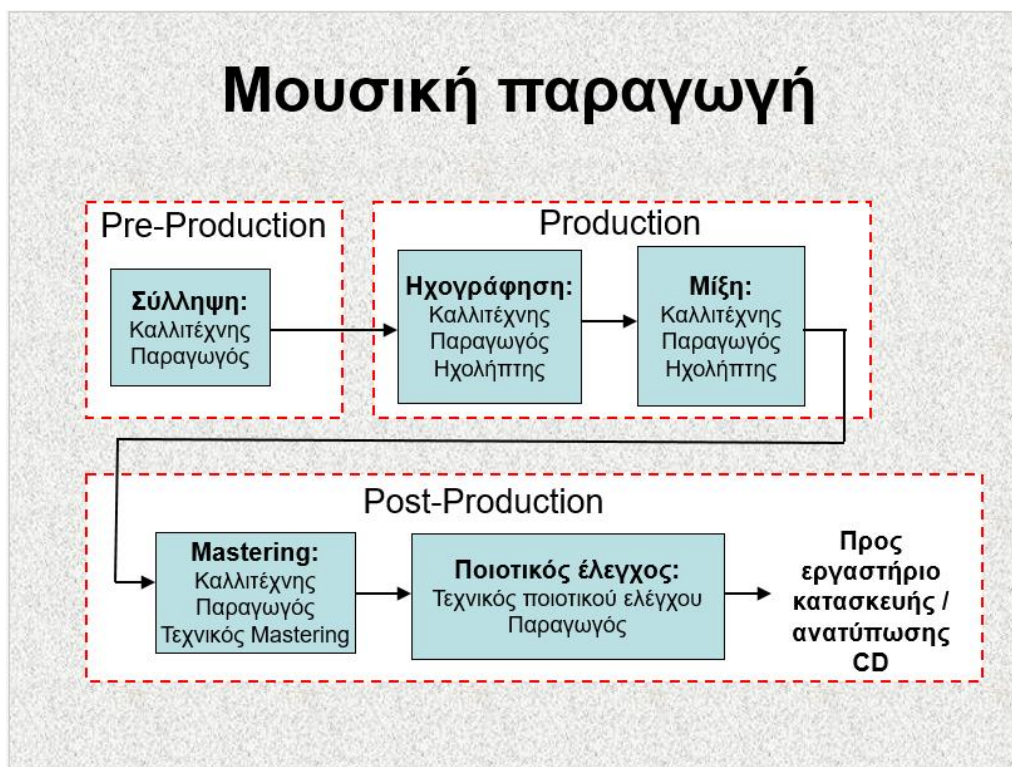 Μουσική παραγωγή
Pre-Production
Σύλληψη:
Καλλιτέχνης
Παραγωγός
Production
Ηχογράφηση:
Καλλιτέχνης
Παραγωγός
Ηχολήπτης
Μίξη:
Καλλιτέχνης
Παραγωγός
Ηχολήπτης
Post-Production
Mastering:
Καλλιτέχνης
Παραγωγός
Τεχνικός Mastering
Ποιοτικός έλεγχος:
Τεχνικός ποιοτικού ελέγχου
Παραγωγός
Προς
εργαστήριο
κατασκευής /
ανατύπωσης
CD